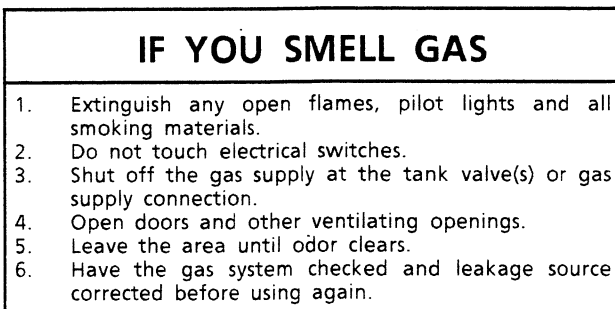 IF YOU SMELL GAS
1. Extinguish any open flames, pilot lights and all
smoking materials.
2. Do not touch electrical switches.
3. Shut off the gas supply at the tank valve(s) or gas
supply connection.
4. Open doors and other ventilating openings.
5. Leave the area until odor clears.
6. Have the gas system checked and leakage source
corrected before using again.